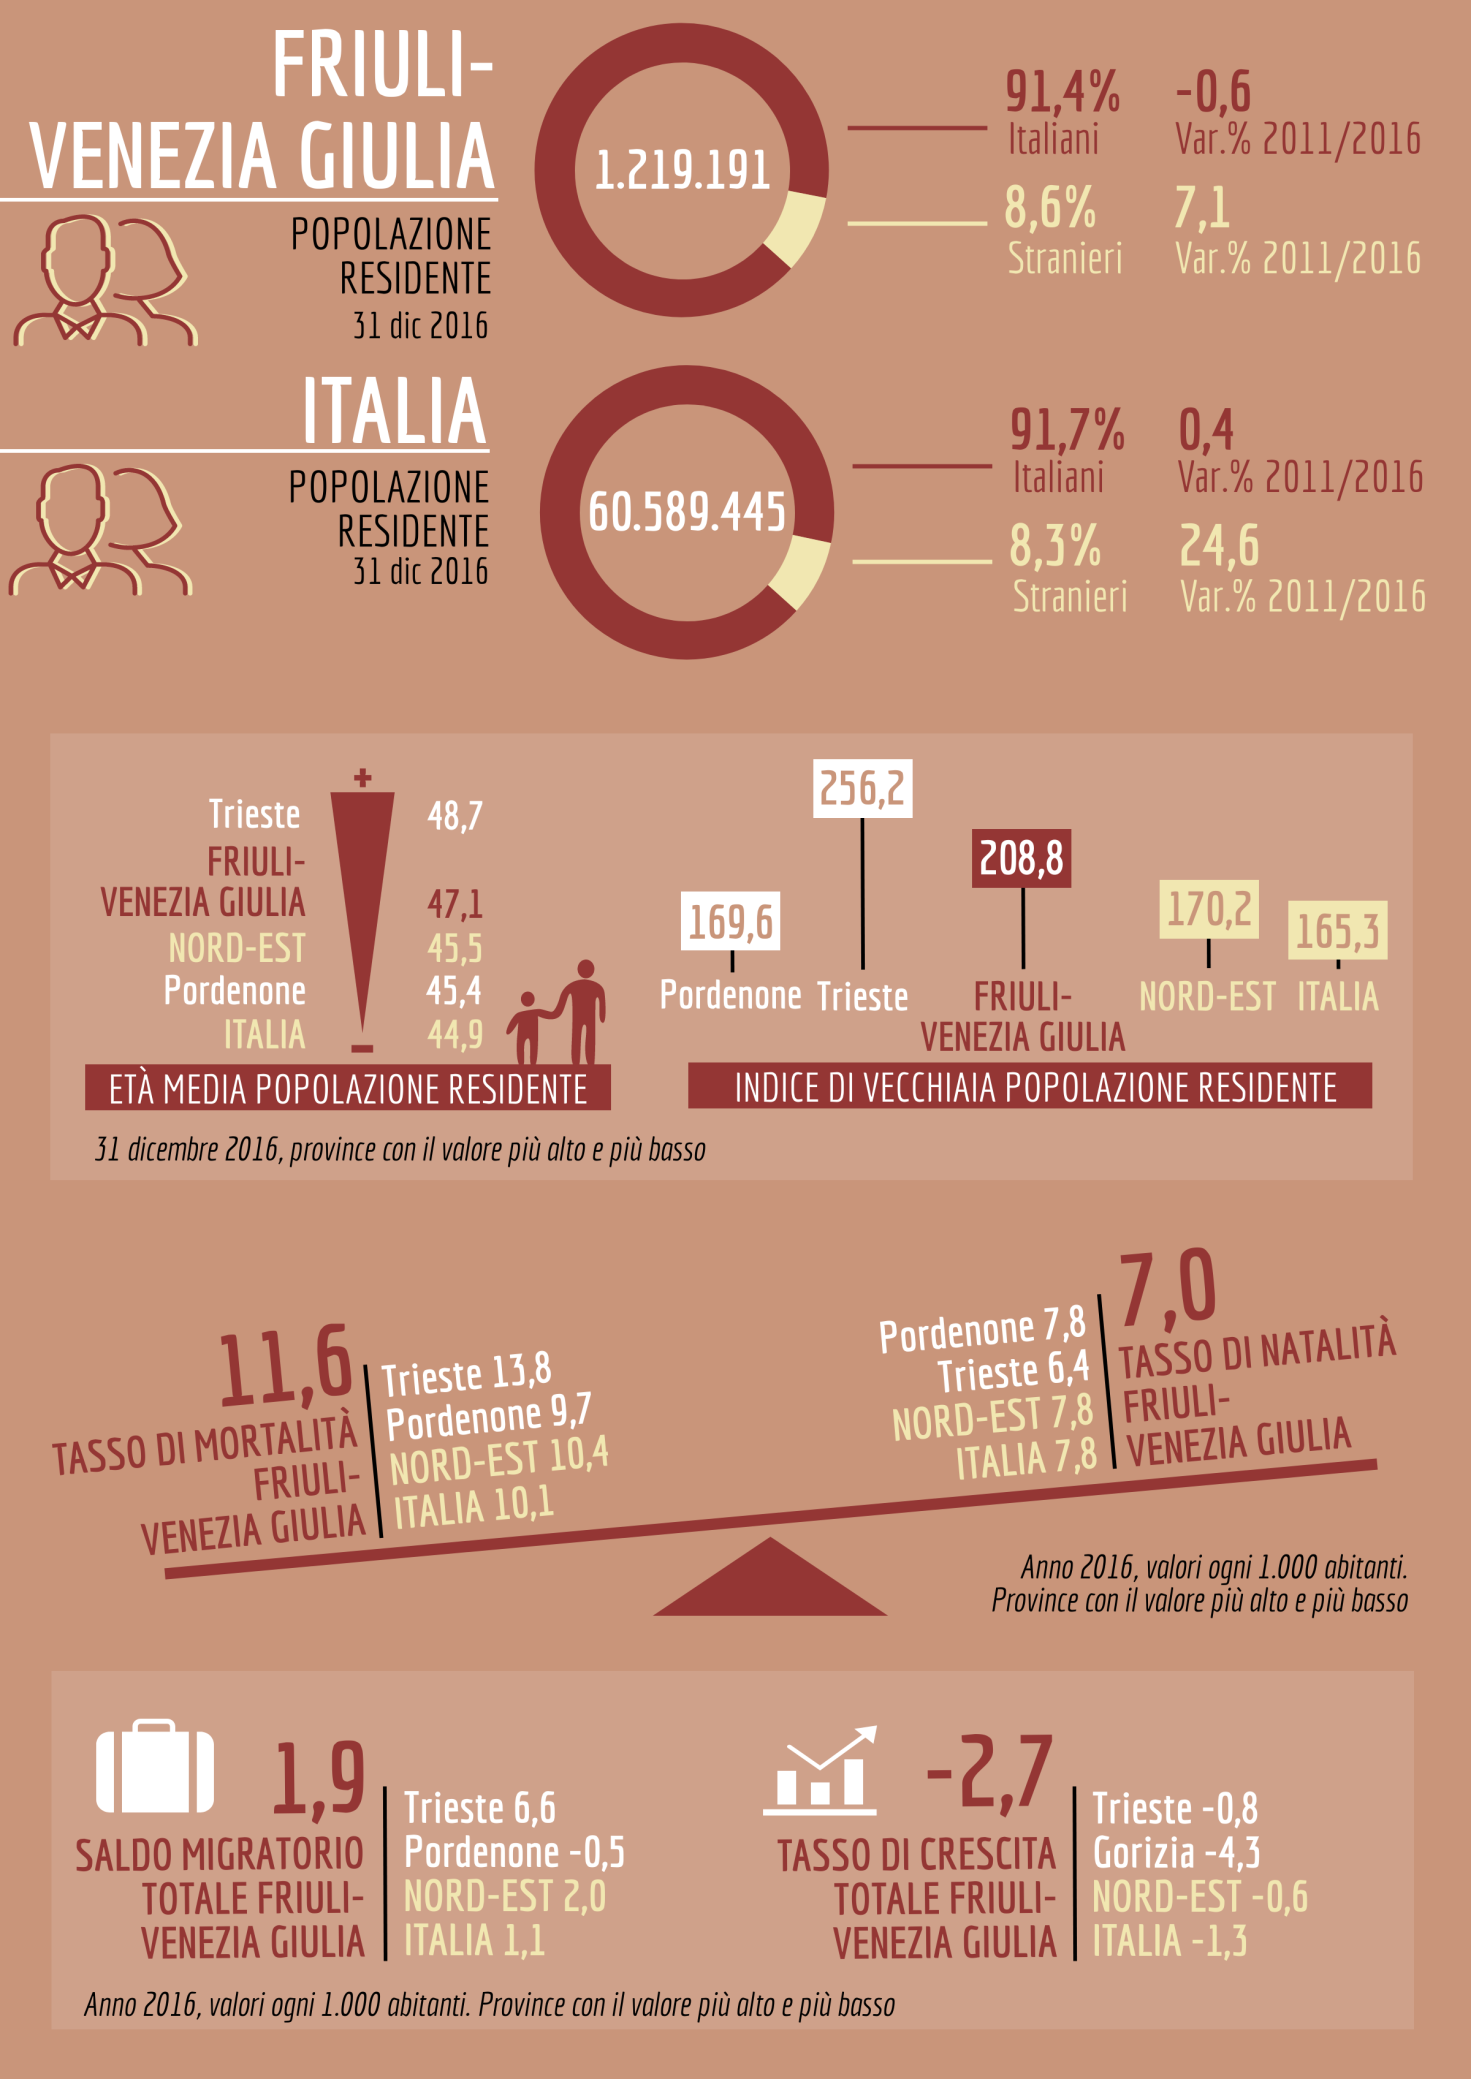 FRIULI-
VENEZIA GIULIA
POPOLAZIONE
RESIDENTE
31 dic 2016
1.219.191
91,4%
Italiani
-0,6
Var.% 2011/2016
8,6%
Stranieri
7,1
Var.% 2011/2016
ITALIA
POPOLAZIONE
RESIDENTE
31 dic 2016
60.589.445
91,7%
Italiani
0,4
Var.% 2011/2016
8,3%
Stranieri
24,6
Var.% 2011/2016
+
Trieste 48,7
FRIULI-
VENEZIA GIULIA 47,1
NORD-EST 45,5
Pordenone 45,4
ITALIA 44,9
-
ETÀ MEDIA POPOLAZIONE RESIDENTE
169,6
Pordenone
256,2
Trieste
208,8
FRIULI-
VENEZIA GIULIA
170,2
NORD-EST
165,3
ITALIA
INDICE DI VECCHIAIA POPOLAZIONE RESIDENTE
31 dicembre 2016, province con il valore più alto e più basso
11,6
TASSO DI MORTALITÀ
FRIULI-
VENEZIA GIULIA
Trieste 13,8
Pordenone 9,7
NORD-EST 10,4
ITALIA 10,1
Pordenone 7,8
Trieste 6,4
NORD-EST 7,8
ITALIA 7,8
7,0
TASSO DI NATALITÀ
FRIULI-
VENEZIA GIULIA
Anno 2016, valori ogni 1.000 abitanti.
Province con il valore più alto e più basso
1,9
SALDO MIGRATORIO
TOTALE FRIULI-
VENEZIA GIULIA
Trieste 6,6
Pordenone -0,5
NORD-EST 2,0
ITALIA 1,1
-2,7
TASSO DI CRESCITA
TOTALE FRIULI-
VENEZIA GIULIA
Trieste -0,8
Gorizia -4,3
NORD-EST -0,6
ITALIA -1,3
Anno 2016, valori ogni 1.000 abitanti. Province con il valore più alto e più basso